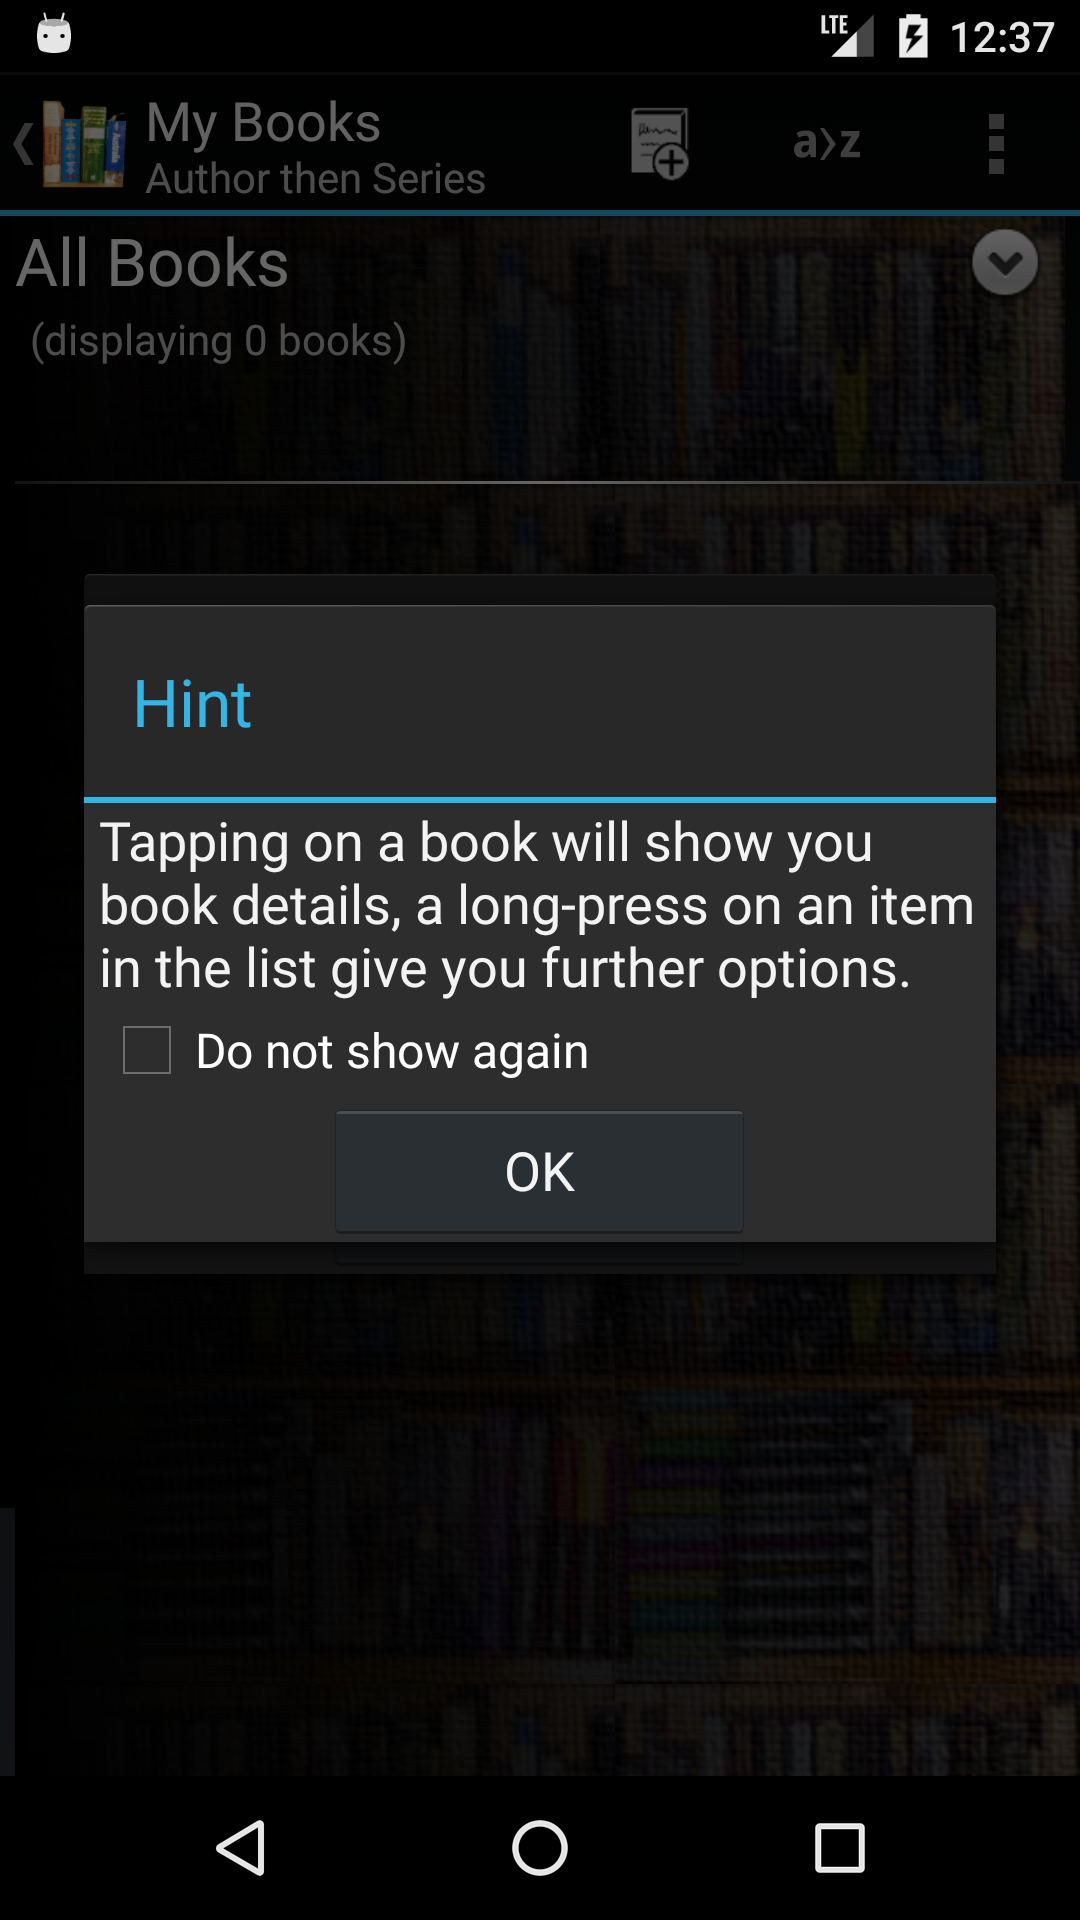 LTE 12:37
My Books
Author then Series
a›z
All Books
(displaying 0 books)
Hint
Tapping on a book will show you
book details, a long-press on an item
in the list give you further options.
Do not show again
OK